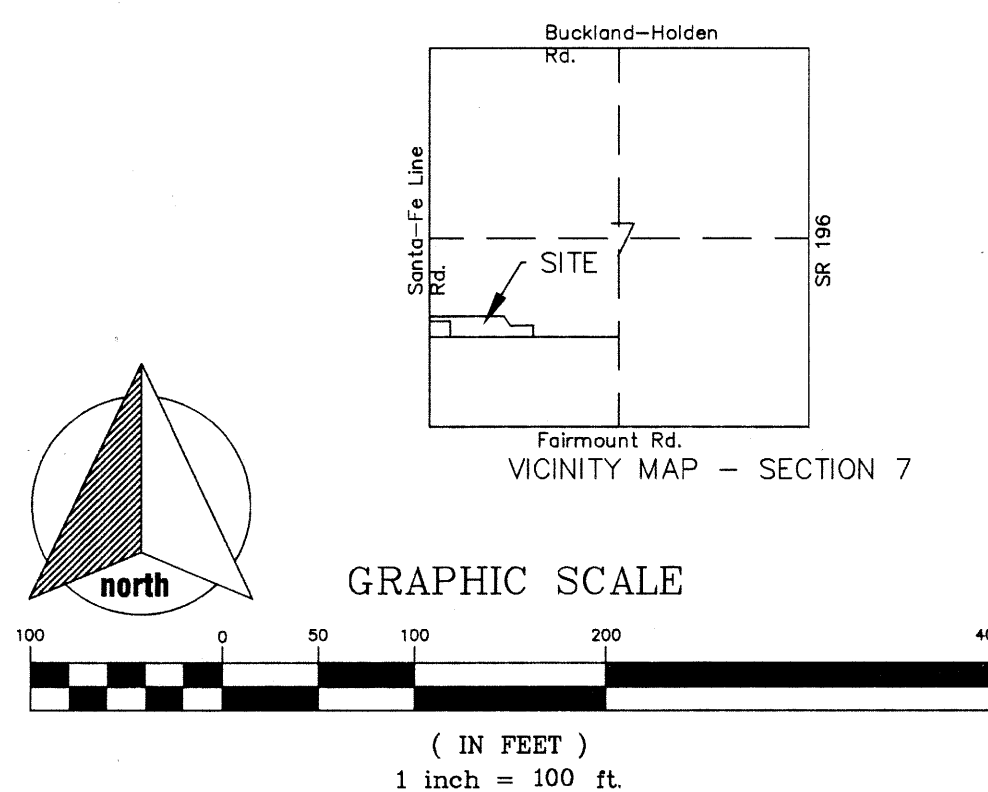 Buckland-Holden
Rd.
Santa-Fe Line
Rd.
SITE
SR 196
Fairmount Rd.
VICINITY MAP - SECTION 7
north
GRAPHIC SCALE
100 0 50 100 200
( IN FEET )
1 inch = 100 ft.